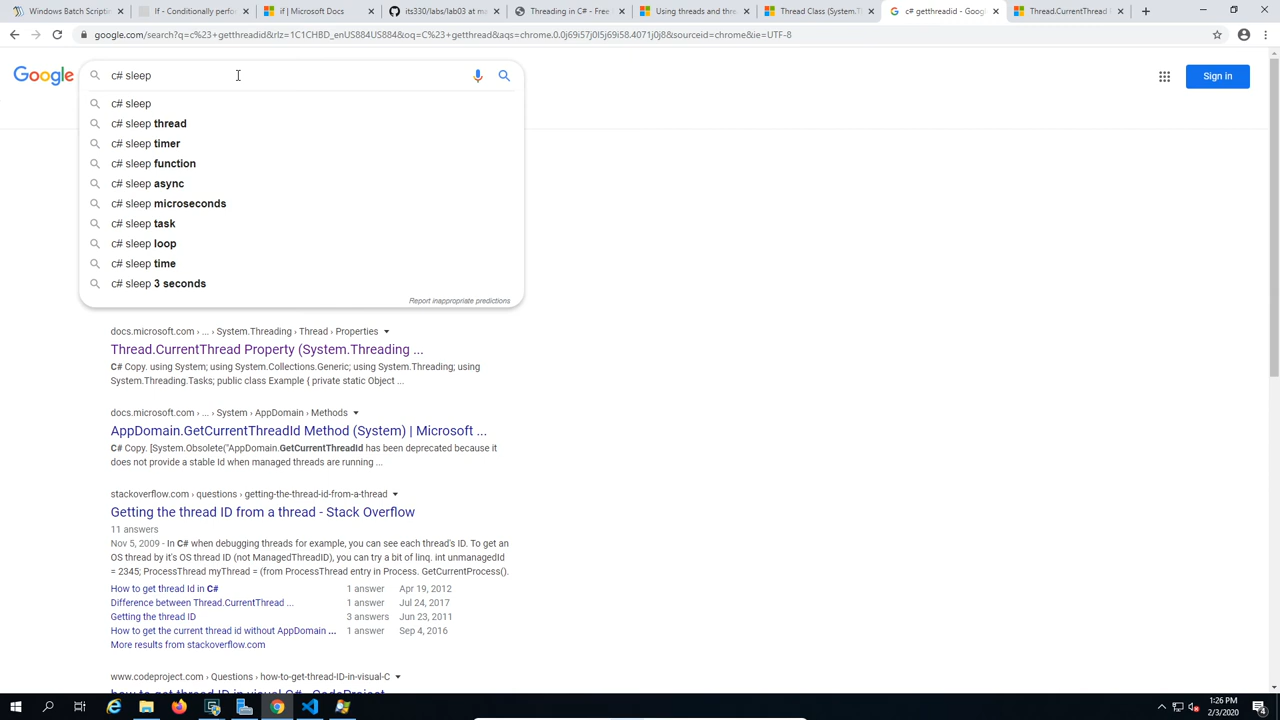 Windows Batch Scriptin
Microsoft Docs
its330/labs/lab03 at ma
Threading in C# - Free
Using threads and threa
Thread Class (System.T
c# getthreadid - Google
Thread.CurrentThread
google.com/search?q=c%23+getthreadid&rlz=1C1CHBD_enUS884US884&oq=C%23+getthread&aqs=chrome.0.0j69i57j0l5j69i58.4071j0j8&sourceid=chrome&ie=UTF-8
Google
c# sleep
Sign in
c# sleep
c# sleep thread
c# sleep timer
c# sleep function
c# sleep async
c# sleep microseconds
c# sleep task
c# sleep loop
c# sleep time
c# sleep 3 seconds
Report inappropriate predictions
docs.microsoft.com › ... › System.Threading › Thread › Properties
Thread.CurrentThread Property (System.Threading ...
C# Copy. using System; using System.Collections.Generic; using System.Threading; using
System.Threading.Tasks; public class Example { private static Object ...
docs.microsoft.com › ... › System › AppDomain › Methods
AppDomain.GetCurrentThreadId Method (System) | Microsoft ...
C# Copy. [System.Obsolete("AppDomain.GetCurrentThreadId has been deprecated because it
does not provide a stable Id when managed threads are running ...
stackoverflow.com › questions › getting-the-thread-id-from-a-thread
Getting the thread ID from a thread - Stack Overflow
11 answers
Nov 5, 2009 - In C# when debugging threads for example, you can see each thread's ID. To get an
OS thread by it's OS thread ID (not ManagedThreadID), you can try a bit of linq. int unmanagedId
= 2345; ProcessThread myThread = (from ProcessThread entry in Process. GetCurrentProcess().
How to get thread Id in C# 1 answer Apr 19, 2012
Difference between Thread.CurrentThread ... 1 answer Jul 24, 2017
Getting the thread ID 3 answers Jun 23, 2011
How to get the current thread id without AppDomain ... 1 answer Sep 4, 2016
More results from stackoverflow.com
www.codeproject.com › Questions › how-to-get-thread-ID-in-visual-C
how to get thread ID in visual C# - CodeProject
1:26 PM
2/3/2020